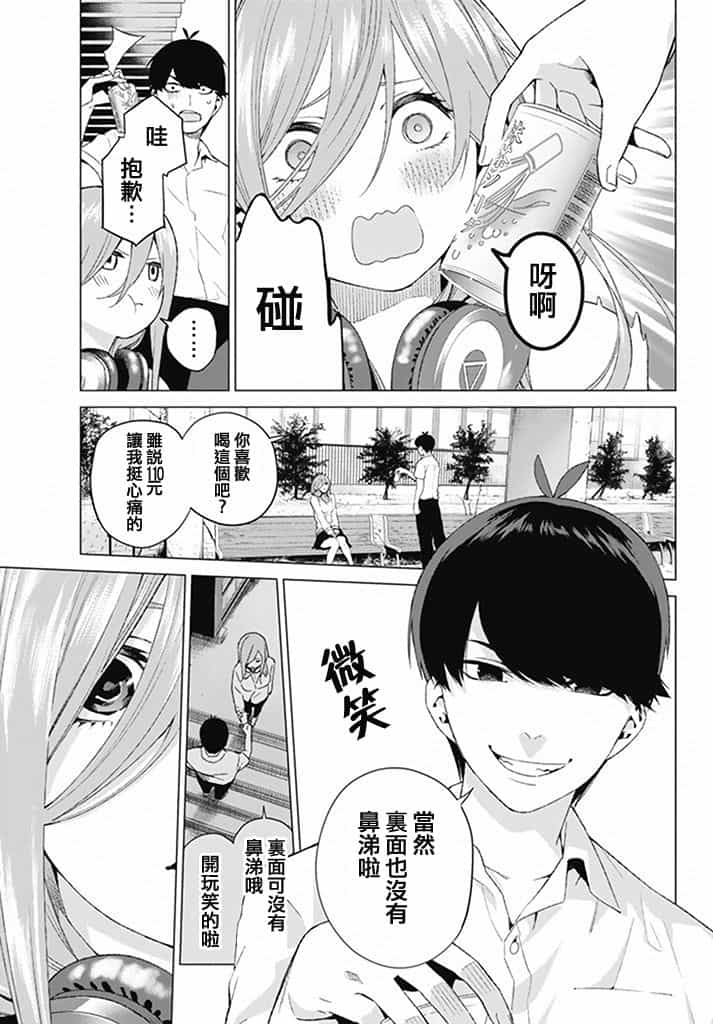 呀啊
碰
哇
抱歉…
……
你喜歡
喝這個吧？
雖説110元
讓我挺心痛的
微笑
當然
裏面也沒有
鼻涕啦
裏面可沒有
鼻涕哦
開玩笑的啦